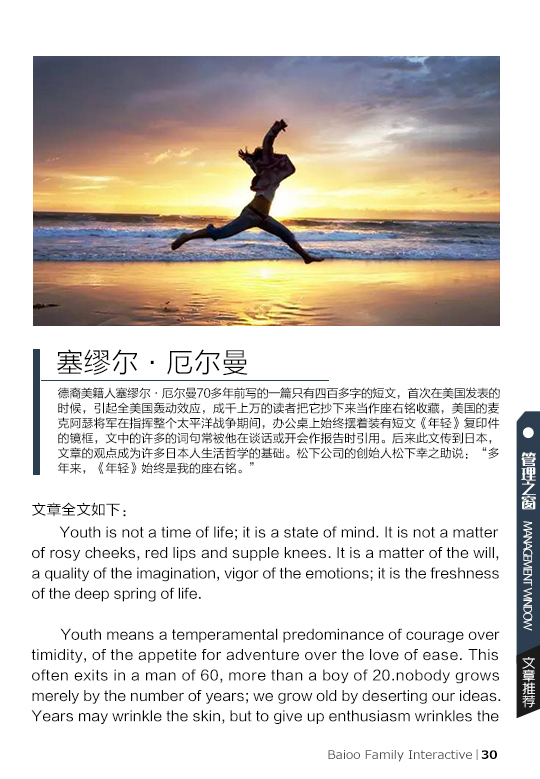 塞缪尔·厄尔曼
德裔美籍人塞缪尔·厄尔曼70多年前写的一篇只有四百多字的短文，首次在美国发表的
时候，引起全美国轰动效应，成千上万的读者把它抄下来当作座右铭收藏，美国的麦
克阿瑟将军在指挥整个太平洋战争期间，办公桌上始终摆着装有短文《年轻》复印件
的镜框，文中的许多的词句常被他在谈话或开会作报告时引用。后来此文传到日本，
文章的观点成为许多日本人生活哲学的基础。松下公司的创始人松下幸之助说：“多
年来，《年轻》始终是我的座右铭。”
文章全文如下：
Youth is not a time of life; it is a state of mind. It is not a matter
of rosy cheeks, red lips and supple knees. It is a matter of the will,
a quality of the imagination, vigor of the emotions; it is the freshness
of the deep spring of life.
Youth means a temperamental predominance of courage over
timidity, of the appetite for adventure over the love of ease. This
often exits in a man of 60, more than a boy of 20.nobody grows
merely by the number of years; we grow old by deserting our ideas.
Years may wrinkle the skin, but to give up enthusiasm wrinkles the
管理之窗
MANAGEMENT WINDOW
文章推荐
Baioo Family Interactive | 30